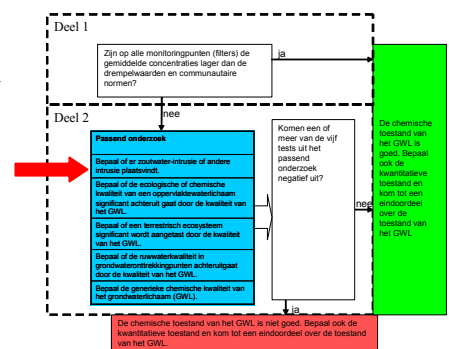 Deel 1
Zijn op alle monitoringpunten (filters) de
gemiddelde concentraties lager dan de
drempelwaarden en communautaire
normen?
ja
nee
Deel 2
Passend onderzoek
Bepaal of er zoutwater-intrusie of andere
intrusie plaatsvindt.
Bepaal of de ecologische of chemische
kwaliteit van een oppervlaktewaterlichaam
significant achteruit gaat door de kwaliteit
van het GWL.
Bepaal of een terrestrisch ecosysteem
significant wordt aangetast door de kwaliteit
van het GWL.
Bepaal of de ruwwaterkwaliteit in
grondwateronttrekkingpunten achteruitgaat
door de kwaliteit van het GWL.
Bepaal de generieke chemische kwaliteit van
het grondwaterlichaam (GWL).
Komen een of
meer van de vijf
tests uit het
passend
onderzoek
negatief uit?
nee
ja
De chemische
toestand van
het GWL is
goed. Bepaal
ook de
kwantitatieve
toestand en
kom tot een
eindoordeel
over de
toestand van
het GWL
De chemische toestand van het GWL is niet goed. Bepaal ook de
kwantitatieve toestand en kom tot een eindoordeel over de toestand
van het GWL.